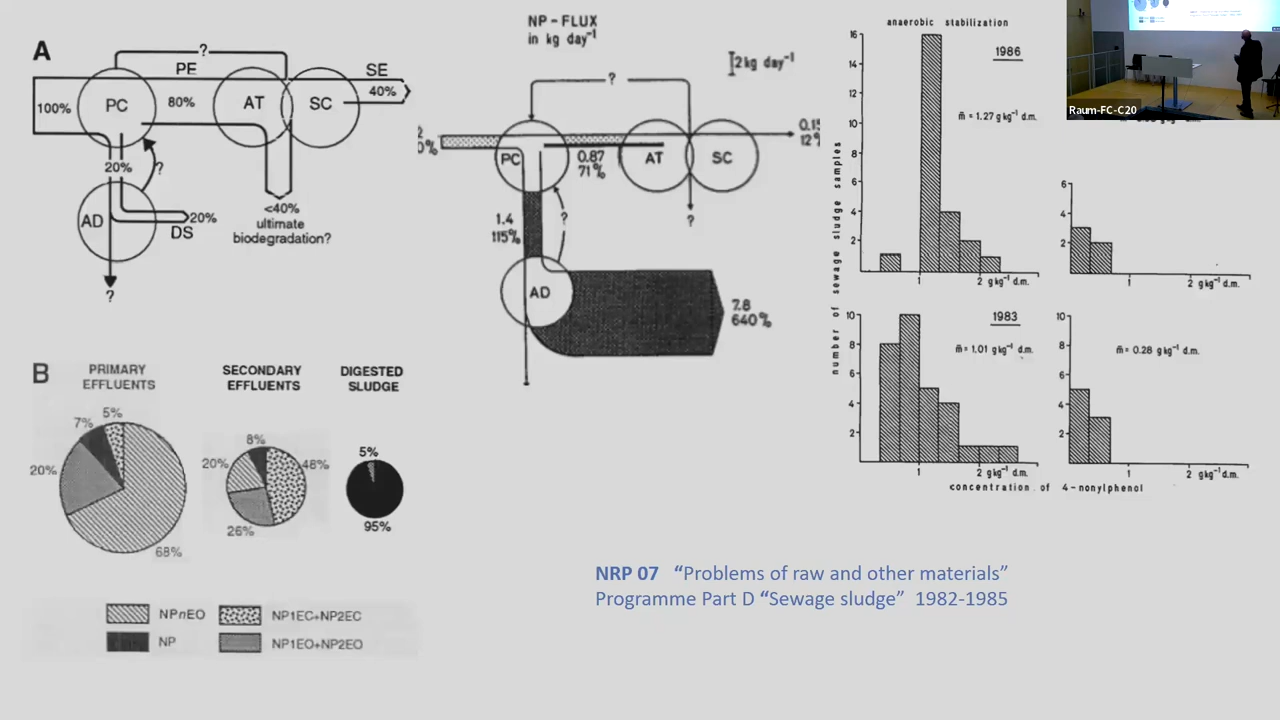 A
?
PE
SE
100%
PC
80%
AT
SC
40%
20%
?
AD
20%
DS
<40%
ultimate
biodegradation?
?
NP-FLUX
in kg day⁻¹
2 kg day⁻¹
?
PC
0.87
71%
AT
SC
12%
1.4
115%
?
?
AD
7.8
640%
anaerobic stabilization
1986
m̄ = 1.27 g kg⁻¹ d.m.
16
14
12
10
8
6
4
2
1
2 g kg⁻¹ d.m.
6
4
2
1
2 g kg⁻¹ d.m.
number of sewage sludge samples
1983
m̄ = 1.01 g kg⁻¹ d.m.
10
8
6
4
2
1
2 g kg⁻¹ d.m.
m̄ = 0.28 g kg⁻¹ d.m.
10
8
6
4
2
1
2 g kg⁻¹ d.m.
concentration of 4-nonylphenol
Raum-FC-C20
B
PRIMARY
EFFLUENTS
SECONDARY
EFFLUENTS
DIGESTED
SLUDGE
5%
7%
20%
68%
8%
20%
48%
26%
5%
95%
NPnEO
NP1EC+NP2EC
NP
NP1EO+NP2EO
NRP 07 “Problems of raw and other materials”
Programme Part D “Sewage sludge” 1982-1985